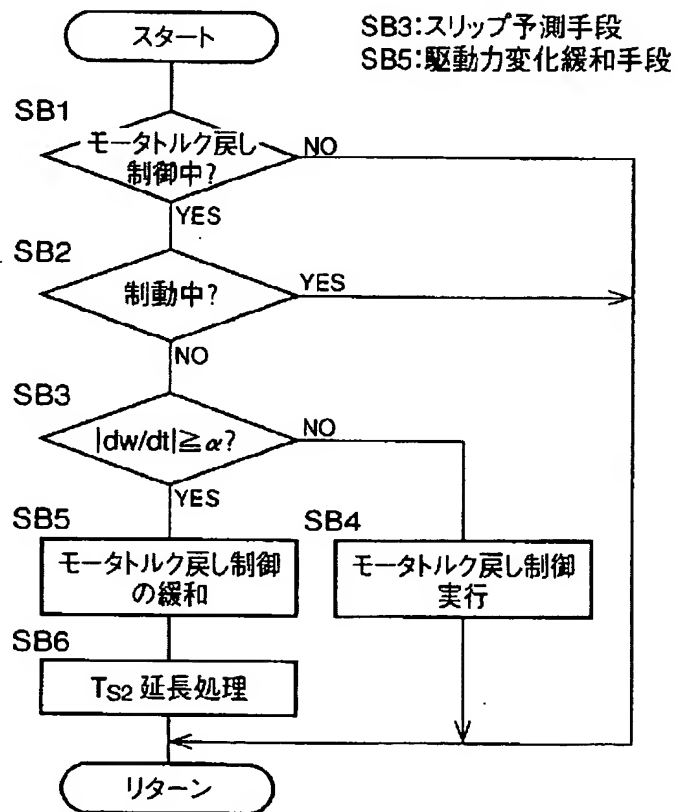 スタート
SB3:スリップ予測手段
SB5:駆動力変化緩和手段
SB1
モータトルク戻し
制御中?
NO
YES
SB2
制動中?
YES
NO
SB3
|dw/dt|≧α?
NO
YES
SB5
モータトルク戻し制御
の緩和
SB4
モータトルク戻し制御
実行
SB6
TS2 延長処理
リターン